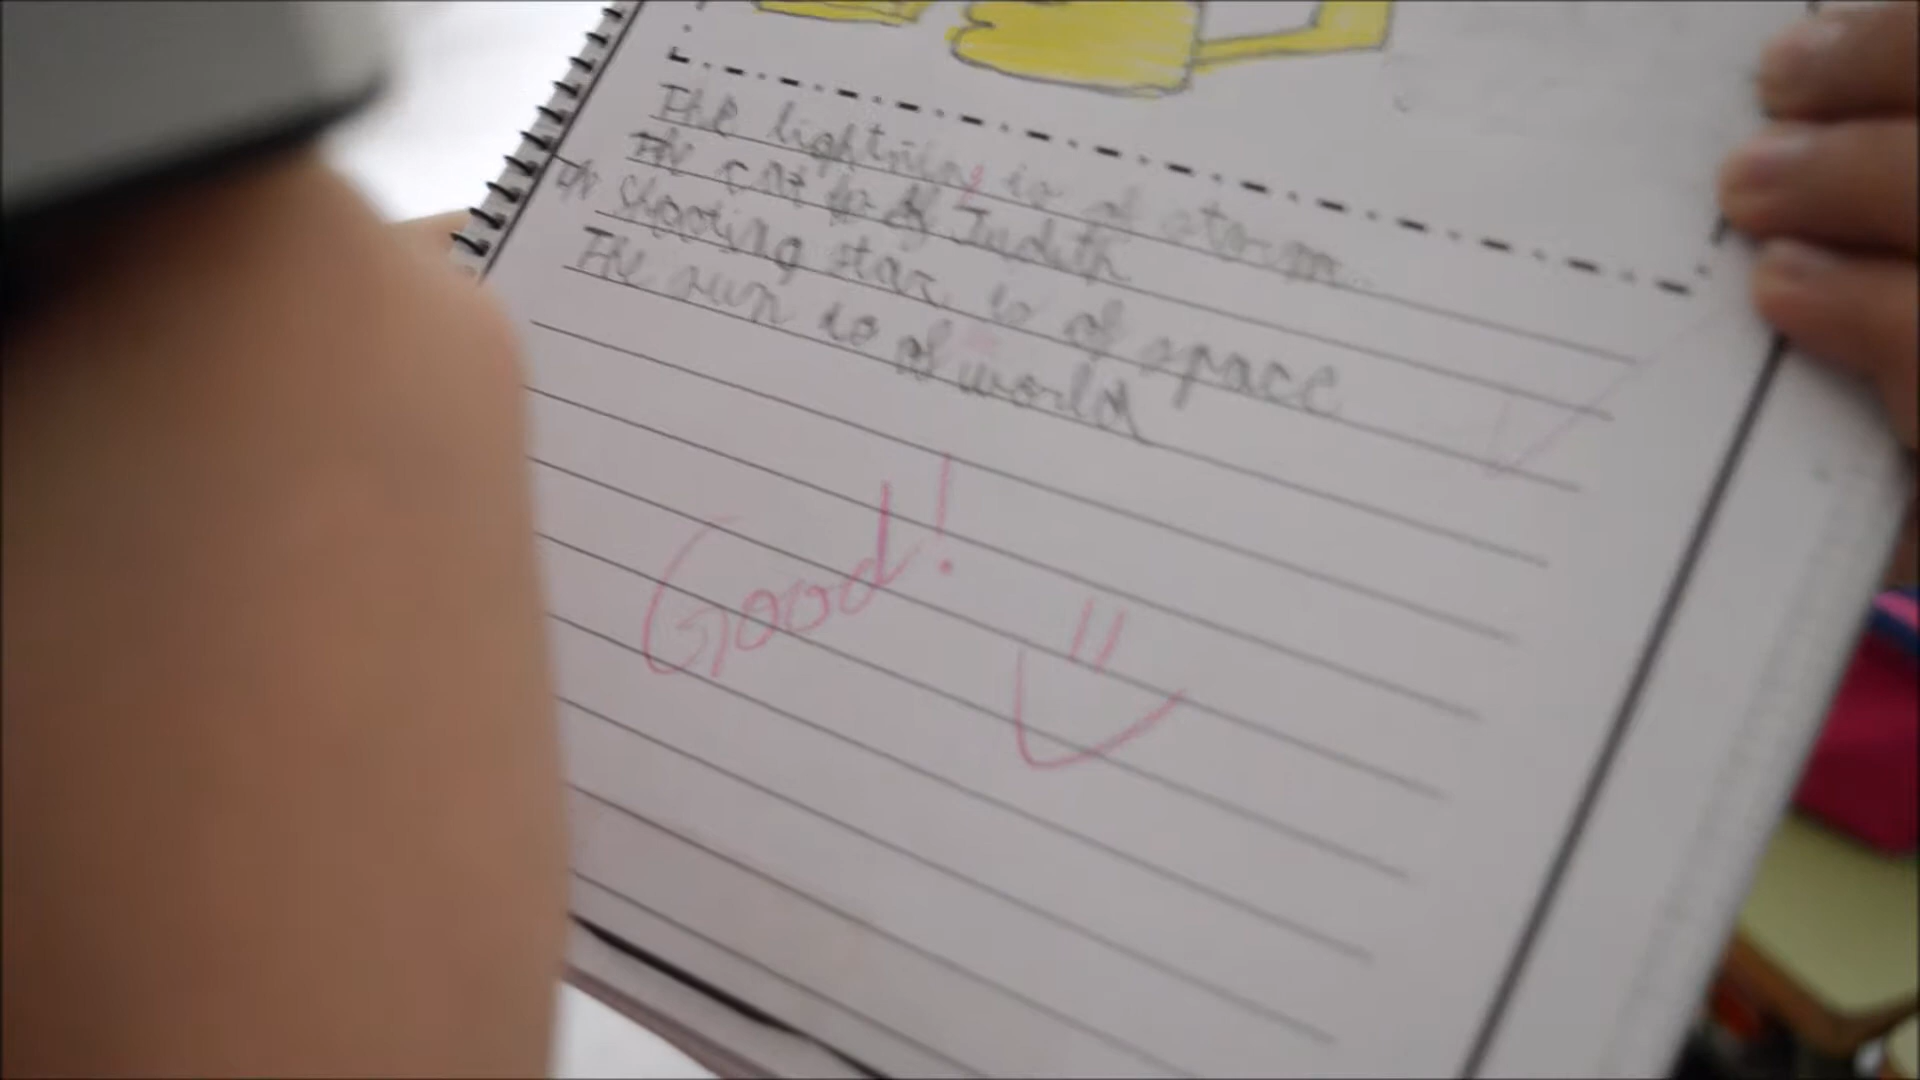 The lightning is of storm.
The cat is of Judith
The shooting star is of space
The sun is of world
Good!